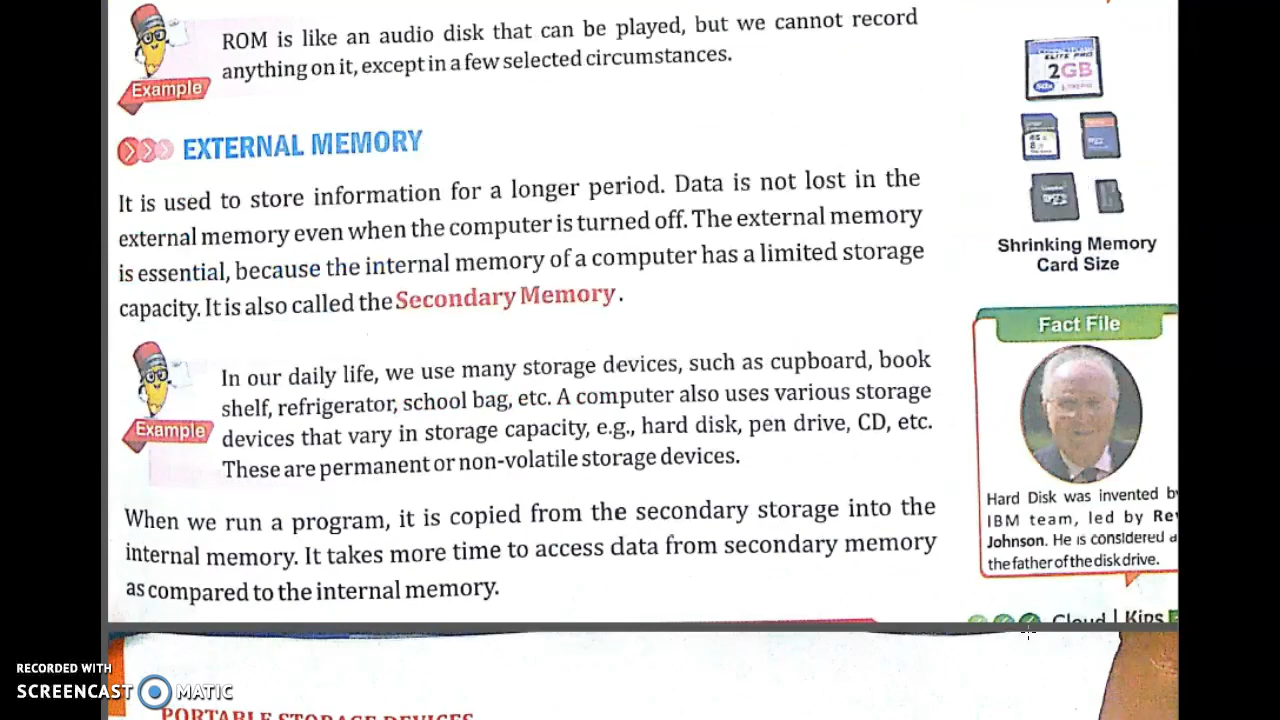 ROM is like an audio disk that can be played, but we cannot record
anything on it, except in a few selected circumstances.
Example
EXTERNAL MEMORY
It is used to store information for a longer period. Data is not lost in the
external memory even when the computer is turned off. The external memory
is essential, because the internal memory of a computer has a limited storage
capacity. It is also called the Secondary Memory.
In our daily life, we use many storage devices, such as cupboard, book
shelf, refrigerator, school bag, etc. A computer also uses various storage
Example
devices that vary in storage capacity, e.g., hard disk, pen drive, CD, etc.
These are permanent or non-volatile storage devices.
When we run a program, it is copied from the secondary storage into the
internal memory. It takes more time to access data from secondary memory
as compared to the internal memory.
ELITE PRO
2GB
Shrinking Memory
Card Size
Fact File
Hard Disk was invented
IBM team, led by
Johnson. He is considered
the father of the disk drive.
Cloud | Kips
RECORDED WITH
SCREENCAST MATIC
PORTABLE STORAGE DEVICES